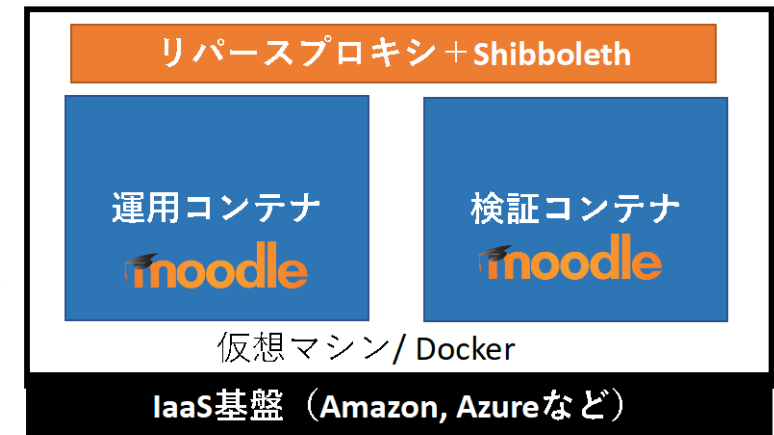 リバースプロキシ＋Shibboleth
運用コンテナ
moodle
検証コンテナ
moodle
仮想マシン/ Docker
IaaS基盤（Amazon, Azureなど）